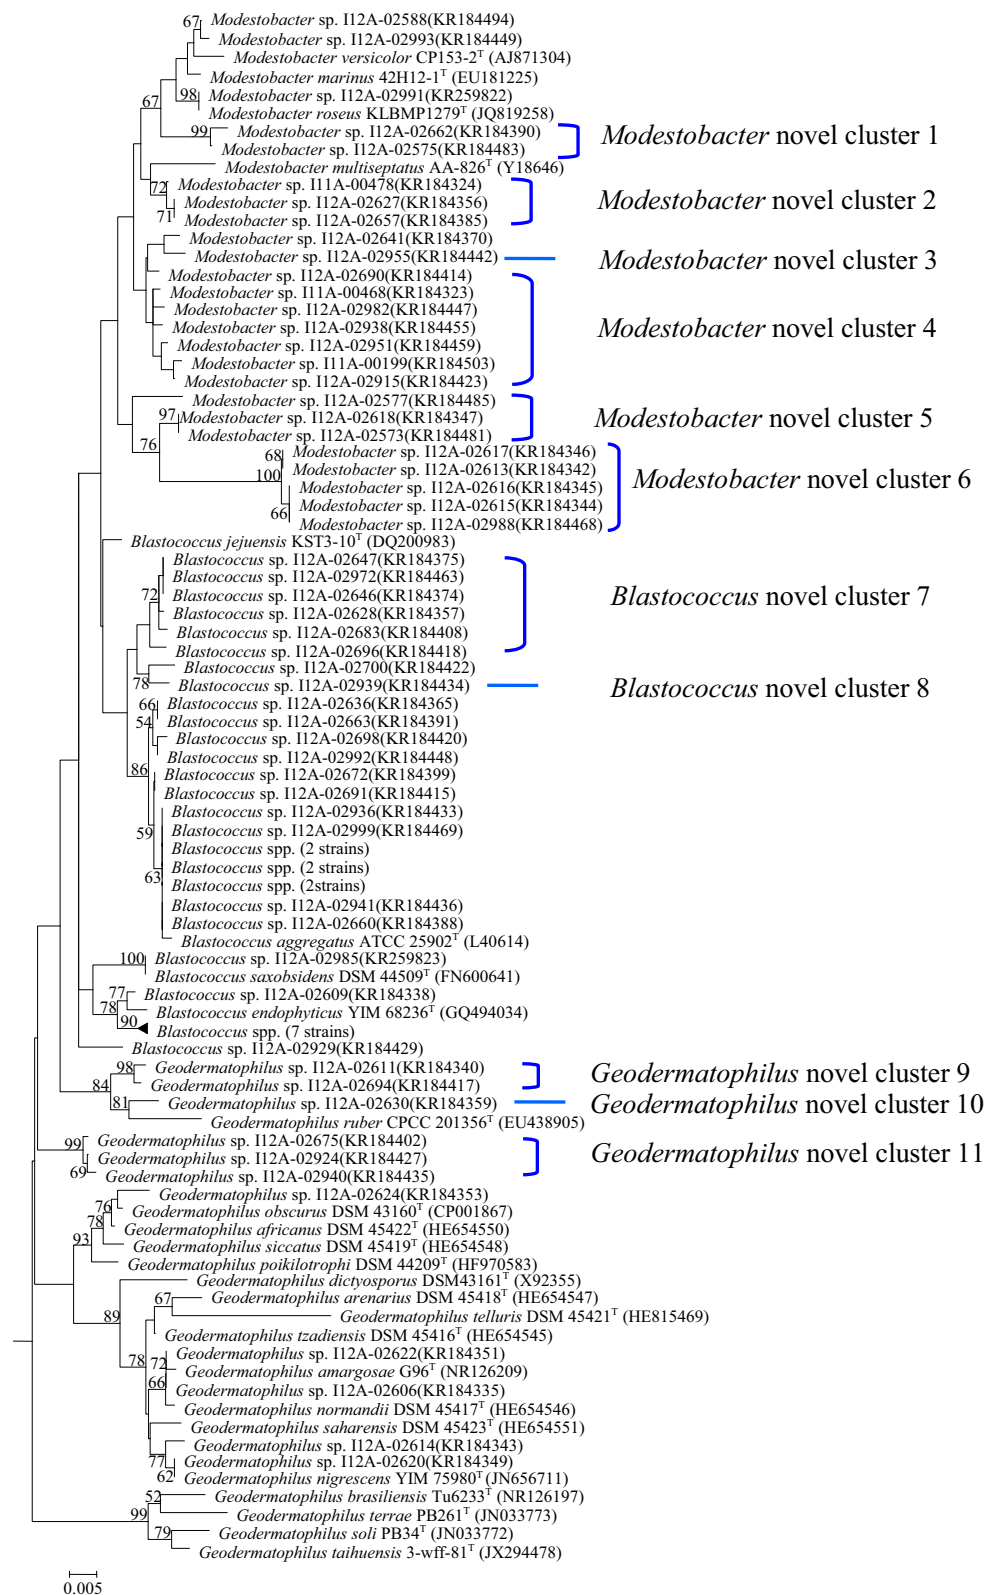 67 Modestobacter sp. I12A-02588(KR184494)
Modestobacter sp. I12A-02993(KR184449)
Modestobacter versicolor CP153-2T (AJ871304)
Modestobacter marinus 42H12-1T (EU181225)
67 98 Modestobacter sp. I12A-02991(KR259822)
Modestobacter roseus KLBMP1279T (JQ819258)
99 Modestobacter sp. I12A-02662(KR184390)
Modestobacter novel cluster 1
Modestobacter sp. I12A-02575(KR184483)
Modestobacter multiseptatus AA-826T (Y18646)
72 Modestobacter sp. I11A-00478(KR184324)
Modestobacter sp. I12A-02627(KR184356) Modestobacter novel cluster 2
71 Modestobacter sp. I12A-02657(KR184385)
Modestobacter sp. I12A-02641(KR184370)
Modestobacter sp. I12A-02955(KR184442) Modestobacter novel cluster 3
Modestobacter sp. I12A-02690(KR184414)
Modestobacter sp. I11A-00468(KR184323)
Modestobacter sp. I12A-02982(KR184447)
Modestobacter sp. I12A-02938(KR184455) Modestobacter novel cluster 4
Modestobacter sp. I12A-02951(KR184459)
Modestobacter sp. I11A-00199(KR184503)
Modestobacter sp. I12A-02915(KR184423)
Modestobacter sp. I12A-02577(KR184485)
97 Modestobacter sp. I12A-02618(KR184347) Modestobacter novel cluster 5
76 Modestobacter sp. I12A-02573(KR184481)
68 Modestobacter sp. I12A-02617(KR184346)
100 Modestobacter sp. I12A-02613(KR184342)
Modestobacter sp. I12A-02616(KR184345) Modestobacter novel cluster 6
66 Modestobacter sp. I12A-02615(KR184344)
Modestobacter sp. I12A-02988(KR184468)
Blastococcus jejuensis KST3-10T (DQ200983)
Blastococcus sp. I12A-02647(KR184375)
Blastococcus sp. I12A-02972(KR184463)
72 Blastococcus sp. I12A-02646(KR184374) Blastococcus novel cluster 7
Blastococcus sp. I12A-02628(KR184357)
Blastococcus sp. I12A-02683(KR184408)
Blastococcus sp. I12A-02696(KR184418)
Blastococcus sp. I12A-02700(KR184422)
78 Blastococcus sp. I12A-02939(KR184434) Blastococcus novel cluster 8
66 Blastococcus sp. I12A-02636(KR184365)
54 Blastococcus sp. I12A-02663(KR184391)
Blastococcus sp. I12A-02698(KR184420)
Blastococcus sp. I12A-02992(KR184448)
86 Blastococcus sp. I12A-02672(KR184399)
Blastococcus sp. I12A-02691(KR184415)
Blastococcus sp. I12A-02936(KR184433)
59 Blastococcus sp. I12A-02999(KR184469)
Blastococcus spp. (2 strains)
Blastococcus spp. (2 strains)
63 Blastococcus spp. (2strains)
Blastococcus sp. I12A-02941(KR184436)
Blastococcus sp. I12A-02660(KR184388)
Blastococcus aggregatus ATCC 25902T (L40614)
100 Blastococcus sp. I12A-02985(KR259823)
Blastococcus saxobsidens DSM 44509T (FN600641)
77 Blastococcus sp. I12A-02609(KR184338)
78 Blastococcus endophyticus YIM 68236T (GQ494034)
90 Blastococcus spp. (7 strains)
Blastococcus sp. I12A-02929(KR184429)
98 Geodermatophilus sp. I12A-02611(KR184340)
Geodermatophilus novel cluster 9
84 Geodermatophilus sp. I12A-02694(KR184417)
81 Geodermatophilus sp. I12A-02630(KR184359) Geodermatophilus novel cluster 10
Geodermatophilus ruber CPCC 201356T (EU438905)
99 Geodermatophilus sp. I12A-02675(KR184402)
Geodermatophilus sp. I12A-02924(KR184427) Geodermatophilus novel cluster 11
69 Geodermatophilus sp. I12A-02940(KR184435)
Geodermatophilus sp. I12A-02624(KR184353)
76 Geodermatophilus obscurus DSM 43160T (CP001867)
78 Geodermatophilus africanus DSM 45422T (HE654550)
93 Geodermatophilus siccatus DSM 45419T (HE654548)
Geodermatophilus poikilotrophi DSM 44209T (HF970583)
Geodermatophilus dictyosporus DSM43161T (X92355)
67 Geodermatophilus arenarius DSM 45418T (HE654547)
89 Geodermatophilus telluris DSM 45421T (HE815469)
Geodermatophilus tzadiensis DSM 45416T (HE654545)
78 72 Geodermatophilus sp. I12A-02622(KR184351)
Geodermatophilus amargosae G96T (NR126209)
66 Geodermatophilus sp. I12A-02606(KR184335)
Geodermatophilus normandii DSM 45417T (HE654546)
Geodermatophilus saharensis DSM 45423T (HE654551)
Geodermatophilus sp. I12A-02614(KR184343)
77 Geodermatophilus sp. I12A-02620(KR184349)
62 Geodermatophilus nigrescens YIM 75980T (JN656711)
52 Geodermatophilus brasiliensis Tu6233T (NR126197)
99 Geodermatophilus terrae PB261T (JN033773)
79 Geodermatophilus soli PB34T (JN033772)
Geodermatophilus taihuensis 3-wff-81T (JX294478)
0.005